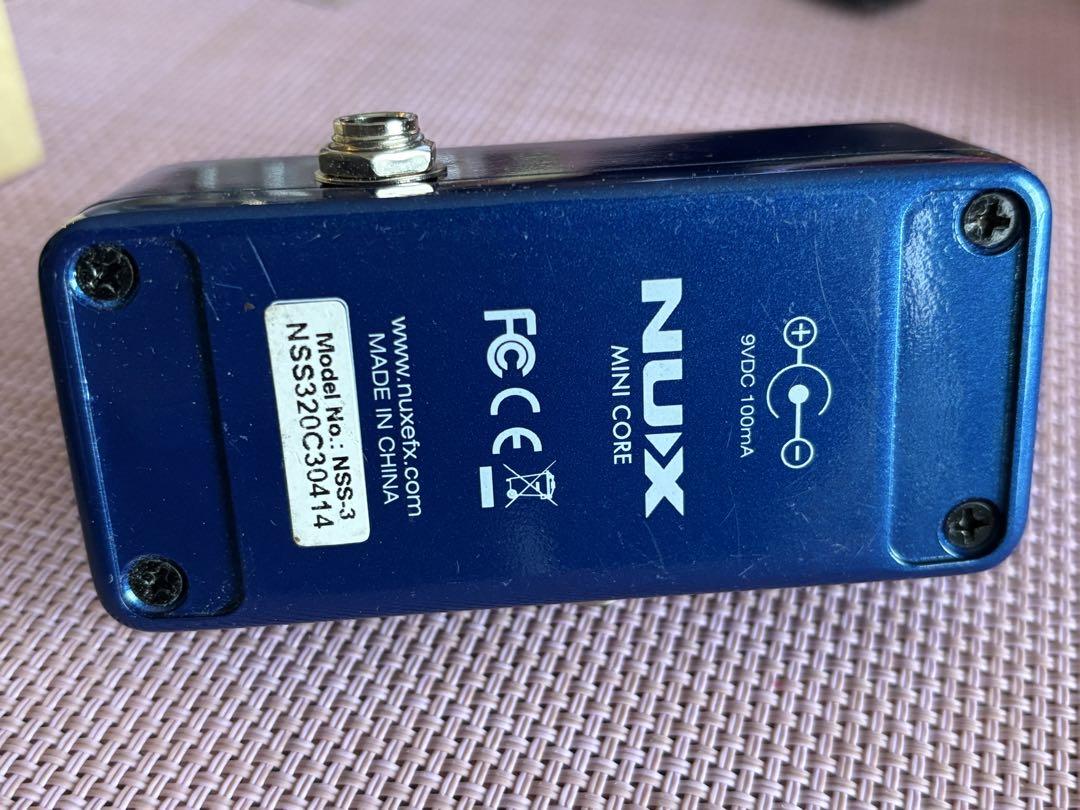 9VDC 100mA
NUX
MINI CORE
FC CE
www.nuxefx.com
MADE IN CHINA
Model No.: NSS-3
NSS320C30414